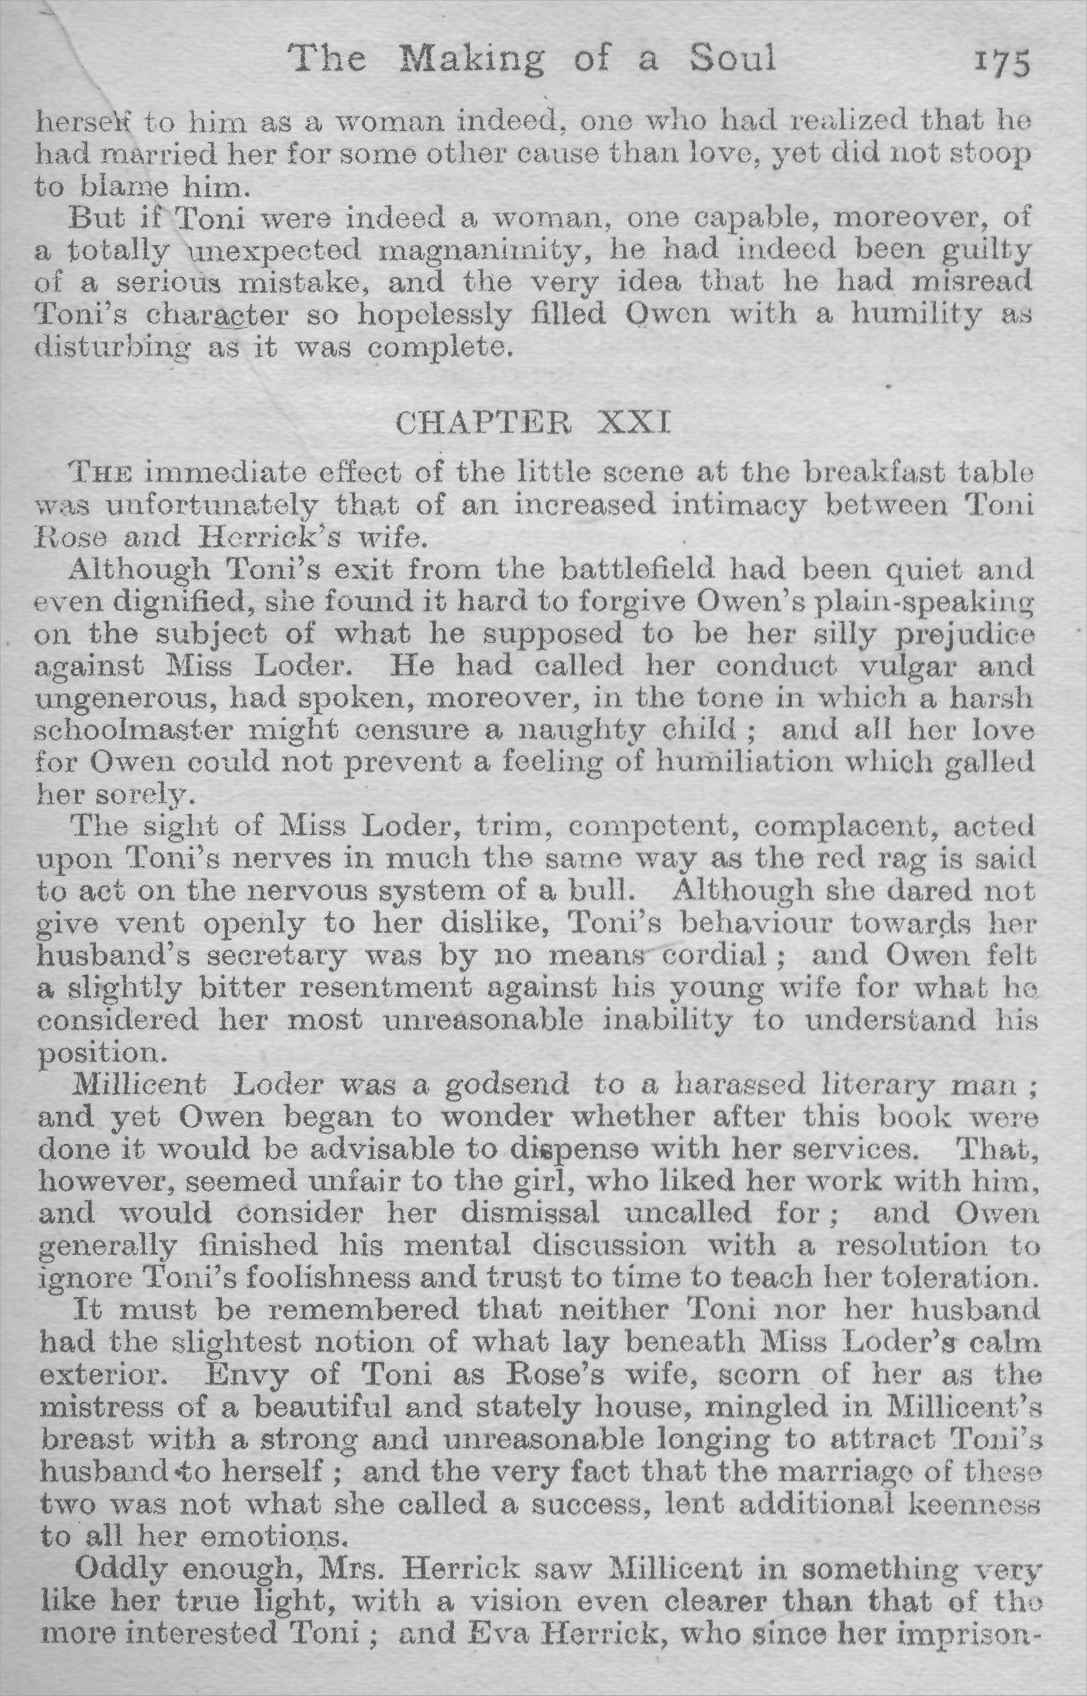 The Making of a Soul 175
herself to him as a woman indeed, one who had realized that he
had married her for some other cause than love, yet did not stoop
to blame him.
But if Toni were indeed a woman, one capable, moreover, of
a totally unexpected magnanimity, he had indeed been guilty
of a serious mistake, and the very idea that he had misread
Toni's character so hopelessly filled Owen with a humility as
disturbing as it was complete.
CHAPTER XXI
THE immediate effect of the little scene at the breakfast table
was unfortunately that of an increased intimacy between Toni
Rose and Herrick's wife.
Although Toni's exit from the battlefield had been quiet and
even dignified, she found it hard to forgive Owen's plain-speaking
on the subject of what he supposed to be her silly prejudice
against Miss Loder. He had called her conduct vulgar and
ungenerous, had spoken, moreover, in the tone in which a harsh
schoolmaster might censure a naughty child ; and all her love
for Owen could not prevent a feeling of humiliation which galled
her sorely.
The sight of Miss Loder, trim, competent, complacent, acted
upon Toni's nerves in much the same way as the red rag is said
to act on the nervous system of a bull. Although she dared not
give vent openly to her dislike, Toni's behaviour towards her
husband's secretary was by no means cordial ; and Owen felt
a slightly bitter resentment against his young wife for what he
considered her most unreasonable inability to understand his
position.
Millicent Loder was a godsend to a harassed literary man ;
and yet Owen began to wonder whether after this book were
done it would be advisable to dispense with her services. That,
however, seemed unfair to the girl, who liked her work with him,
and would consider her dismissal uncalled for ; and Owen
generally finished his mental discussion with a resolution to
ignore Toni's foolishness and trust to time to teach her toleration.
It must be remembered that neither Toni nor her husband
had the slightest notion of what lay beneath Miss Loder's calm
exterior. Envy of Toni as Rose's wife, scorn of her as the
mistress of a beautiful and stately house, mingled in Millicent's
breast with a strong and unreasonable longing to attract Toni's
husband to herself ; and the very fact that the marriage of these
two was not what she called a success, lent additional keenness
to all her emotions.
Oddly enough, Mrs. Herrick saw Millicent in something very
like her true light, with a vision even clearer than that of the
more interested Toni ; and Eva Herrick, who since her imprison-